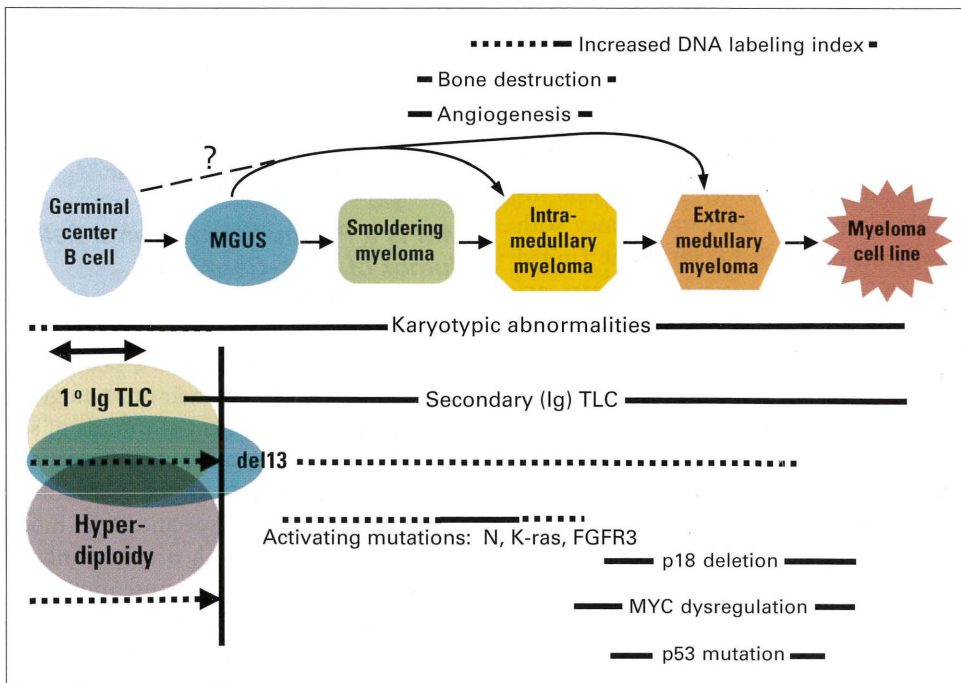 Increased DNA labeling index
Bone destruction
Angiogenesis
?
Germinal
center
B cell
MGUS
Smoldering
myeloma
Intra-
medullary
myeloma
Extra-
medullary
myeloma
Myeloma
cell line
Karyotypic abnormalities
1º Ig TLC
Secondary (Ig) TLC
del13
Hyper-
diploidy
Activating mutations: N, K-ras, FGFR3
p18 deletion
MYC dysregulation
p53 mutation